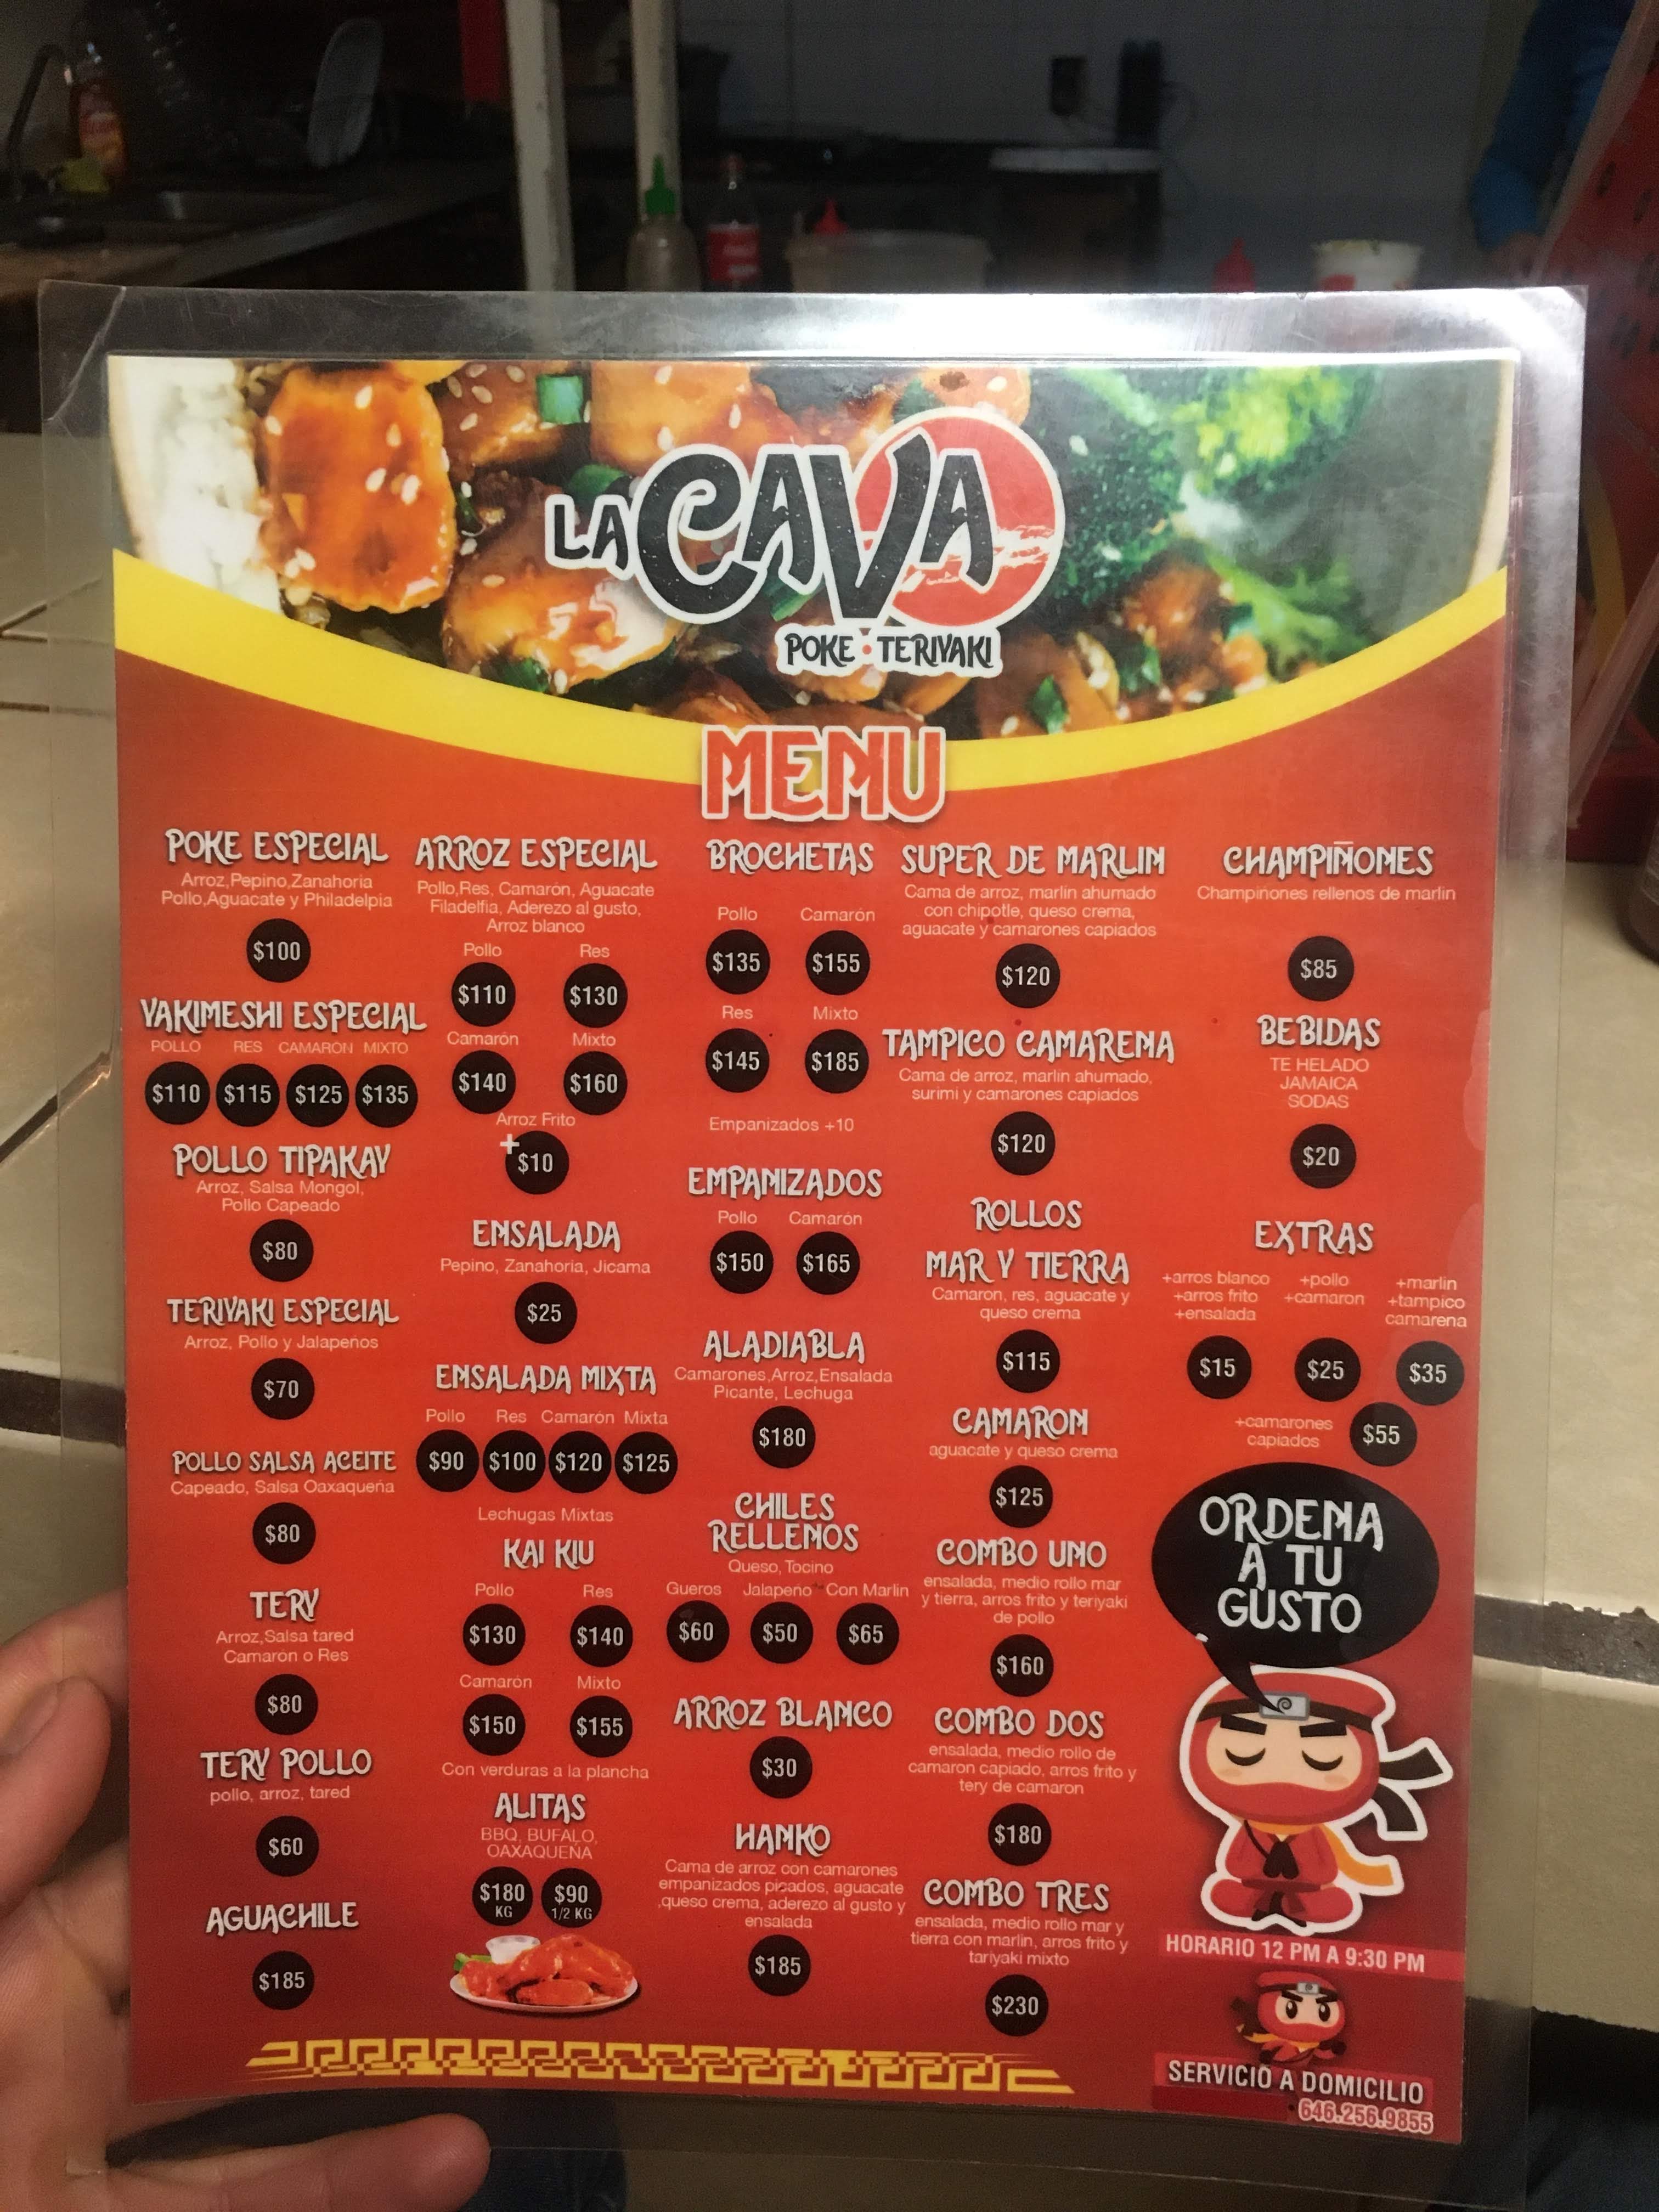 LA CAVA
POKE • TERIYAKI
MENU
POKE ESPECIAL
Arroz,Pepino,Zanahoria
Pollo,Aguacate y Philadelpia
$100
YAKIMESHI ESPECIAL
POLLO RES CAMARON MIXTO
$110 $115 $125 $135
POLLO TIPAKAY
Arroz, Salsa Mongol,
Pollo Capeado
$80
TERIYAKI ESPECIAL
Arroz, Pollo y Jalapeños
$70
POLLO SALSA ACEITE
Capeado, Salsa Oaxaqueña
$80
TERY
Arroz,Salsa tared
Camarón o Res
$80
TERY POLLO
pollo, arroz, tared
$60
AGUACHILE
$185
ARROZ ESPECIAL
Pollo,Res, Camarón, Aguacate
Filadelfia, Aderezo al gusto,
Arroz blanco
Pollo Res
$110 $130
Camarón Mixto
$140 $160
Arroz Frito
+ $10
ENSALADA
Pepino, Zanahoria, Jicama
$25
ENSALADA MIXTA
Pollo Res Camarón Mixta
$90 $100 $120 $125
Lechugas Mixtas
KAI KIU
Pollo Res
$130 $140
Camarón Mixto
$150 $155
Con verduras a la plancha
ALITAS
BBQ, BUFALO,
OAXAQUEÑA
$180 $90
KG 1/2 KG
BROCHETAS
Pollo Camarón
$135 $155
Res Mixto
$145 $185
Empanizados +10
EMPANIZADOS
Pollo Camarón
$150 $165
ALADIABLA
Camarones,Arroz,Ensalada
Picante, Lechuga
$180
CHILES
RELLENOS
Queso, Tocino
Gueros Jalapeño Con Marlin
$60 $50 $65
ARROZ BLANCO
$30
HANKO
Cama de arroz con camarones
empanizados picados, aguacate
,queso crema, aderezo al gusto y
ensalada
$185
SUPER DE MARLIN
Cama de arroz, marlin ahumado
con chipotle, queso crema,
aguacate y camarones capiados
$120
TAMPICO CAMARENA
Cama de arroz, marlin ahumado,
surimi y camarones capiados
$120
ROLLOS
MAR Y TIERRA
Camaron, res, aguacate y
queso crema
$115
CAMARON
aguacate y queso crema
$125
COMBO UNO
ensalada, medio rollo mar
y tierra, arros frito y teriyaki
de pollo
$160
COMBO DOS
ensalada, medio rollo de
camaron capiado, arros frito y
tery de camaron
$180
COMBO TRES
ensalada, medio rollo mar y
tierra con marlin, arros frito y
tariyaki mixto
$230
CHAMPIÑONES
Champiñones rellenos de marlin
$85
BEBIDAS
TE HELADO
JAMAICA
SODAS
$20
EXTRAS
+arros blanco
+arros frito
+ensalada
$15
+pollo
+camaron
$25
+marlin
+tampico
camarena
$35
+camarones
capiados
$55
ORDENA
A TU
GUSTO
HORARIO 12 PM A 9:30 PM
SERVICIO A DOMICILIO
646.256.9855